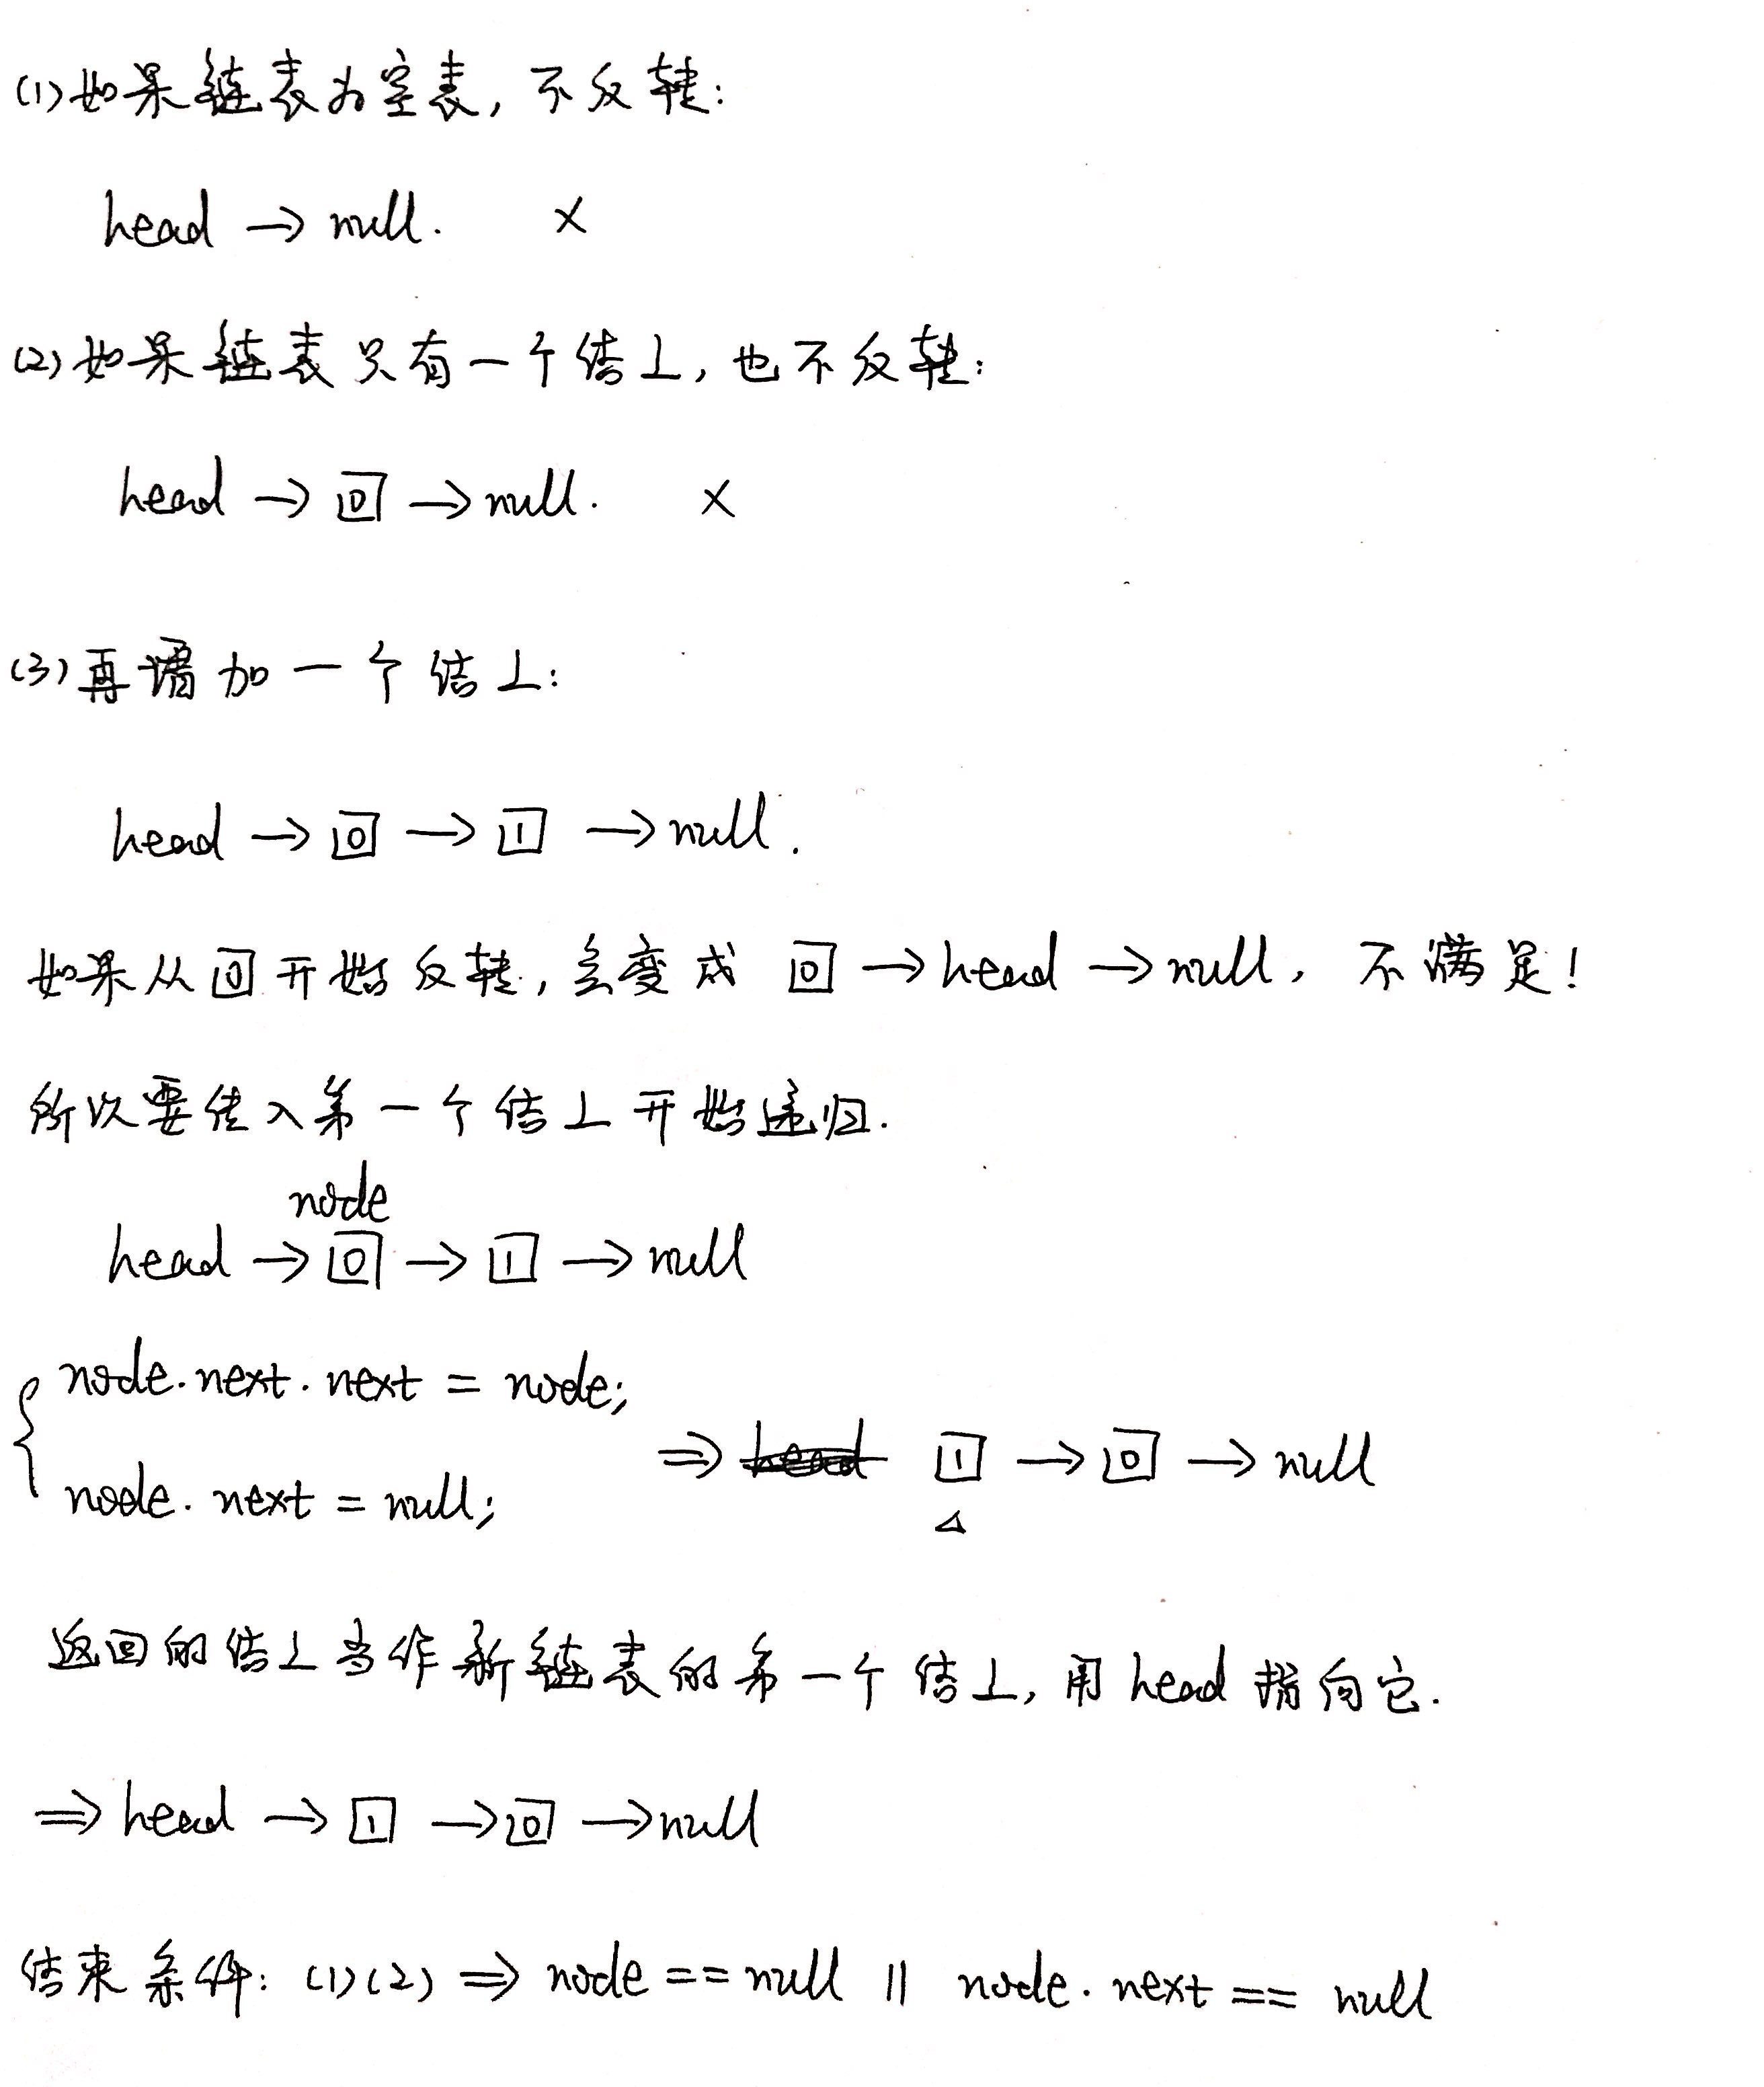 (1)如果链表为空表, 不反转:
head → null. ×
(2)如果链表只有一个结上, 也不反转:
head → 0 → null. ×
(3)再增加一个结上:
head → 0 → 1 → null.
如果从 0 开始反转, 会变成 0 → head → null, 不满足!
所以要传入第一个结上开始递归.
node
head → 0 → 1 → null
node.next.next = node;
node.next = null;
⇒ 1 → 0 → null
返回的结上当作新链表的第一个结上, 用 head 指向它.
⇒ head → 1 → 0 → null
结束条件: (1)(2) ⇒ node == null || node.next == null